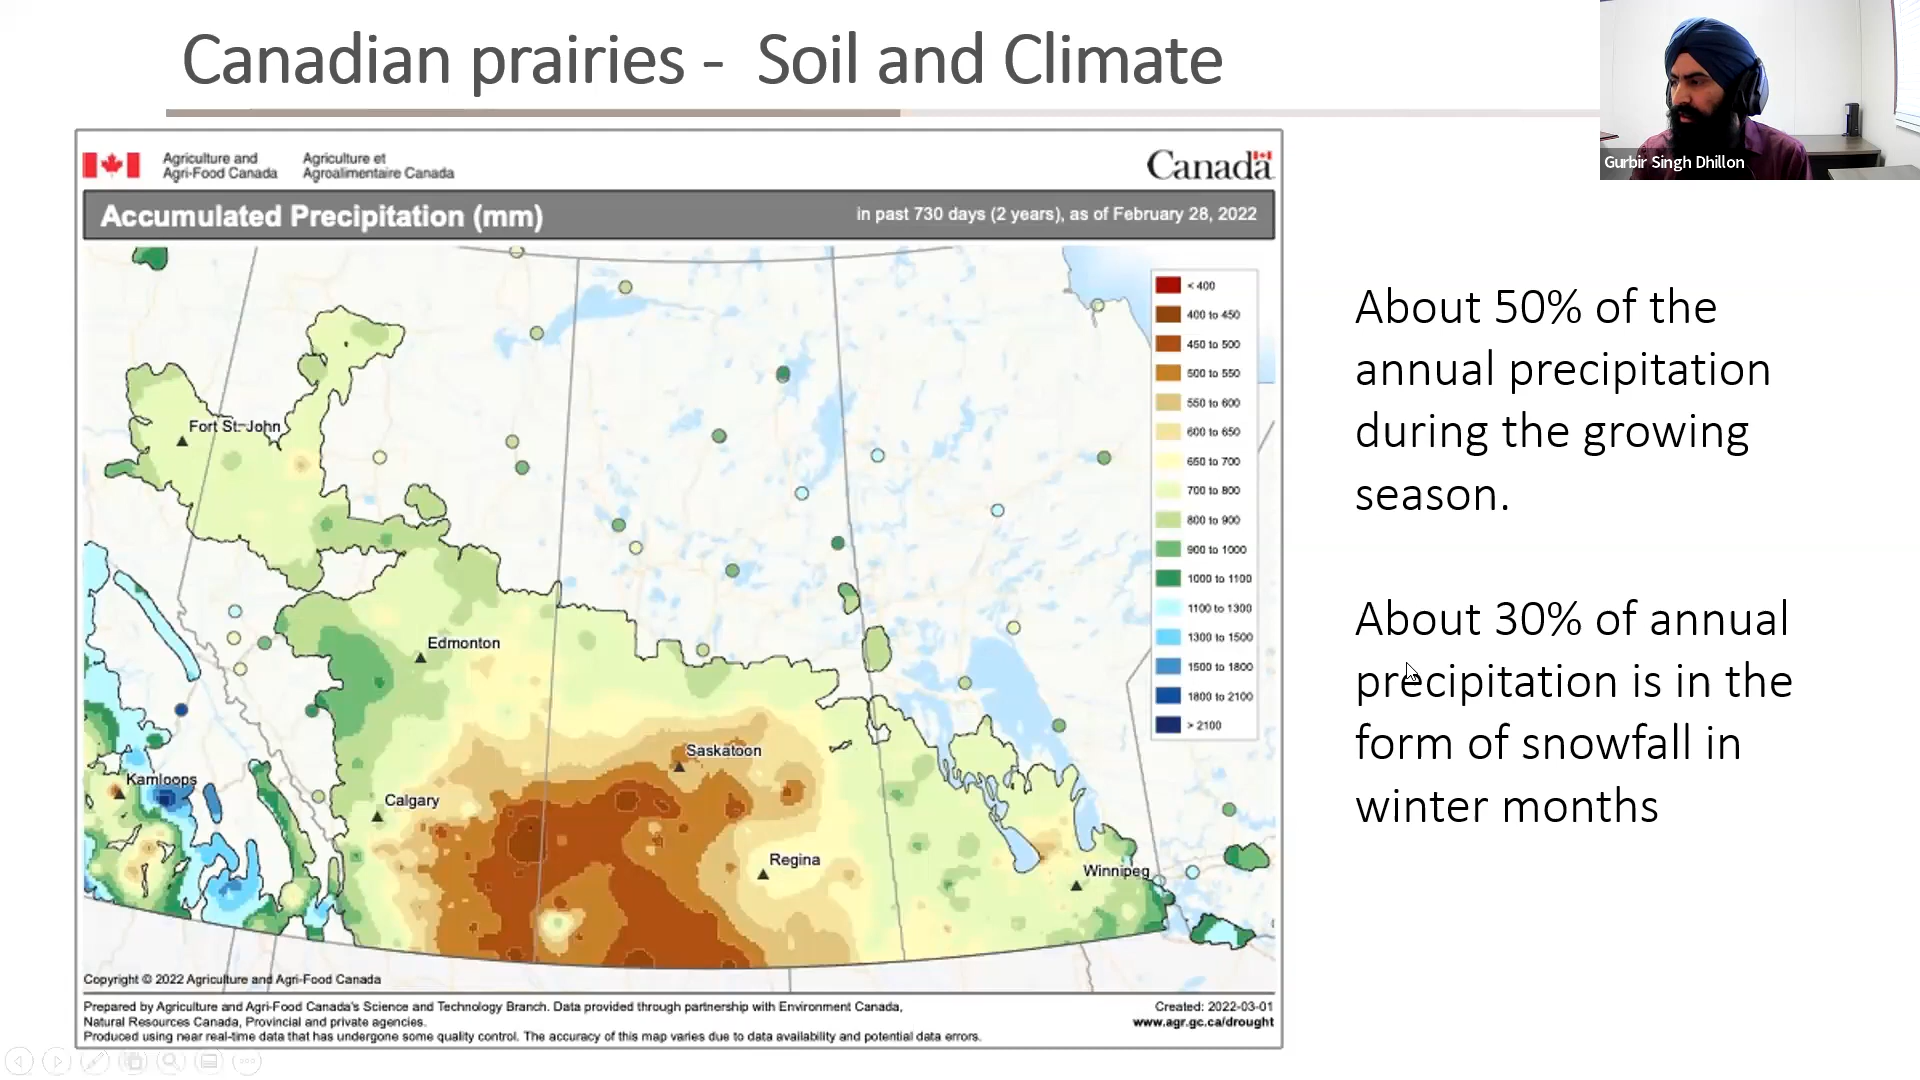 Canadian prairies - Soil and Climate
Gurbir Singh Dhillon
Agriculture and
Agri-Food Canada
Agriculture et
Agroalimentaire Canada
Canada
Accumulated Precipitation (mm)
in past 730 days (2 years), as of February 28, 2022
< 400
400 to 450
450 to 500
500 to 550
550 to 600
600 to 650
650 to 700
700 to 800
800 to 900
900 to 1000
1000 to 1100
1100 to 1300
1300 to 1500
1500 to 1800
1800 to 2100
> 2100
Fort St. John
Edmonton
Saskatoon
Kamloops
Calgary
Regina
Winnipeg
Copyright © 2022 Agriculture and Agri-Food Canada
Prepared by Agriculture and Agri-Food Canada's Science and Technology Branch. Data provided through partnership with Environment Canada,
Natural Resources Canada, Provincial and private agencies.
Produced using near real-time data that has undergone some quality control. The accuracy of this map varies due to data availability and potential data errors.
Created: 2022-03-01
www.agr.gc.ca/drought
About 50% of the
annual precipitation
during the growing
season.
About 30% of annual
precipitation is in the
form of snowfall in
winter months